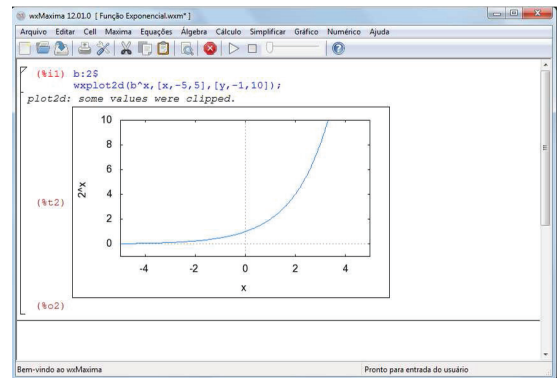 wxMaxima 12.01.0 [ Função Exponencial.wxm* ]
Arquivo Editar Cell Maxima Equações Álgebra Cálculo Simplificar Gráfico Numérico Ajuda
(%i1) b:2$
wxplot2d(b^x,[x,-5,5],[y,-1,10]);
plot2d: some values were clipped.
(%t2)
10
8
6
4
2
0
2^x
-4 -2 0 2 4
x
(%o2)
Bem-vindo ao wxMaxima Pronto para entrada do usuário